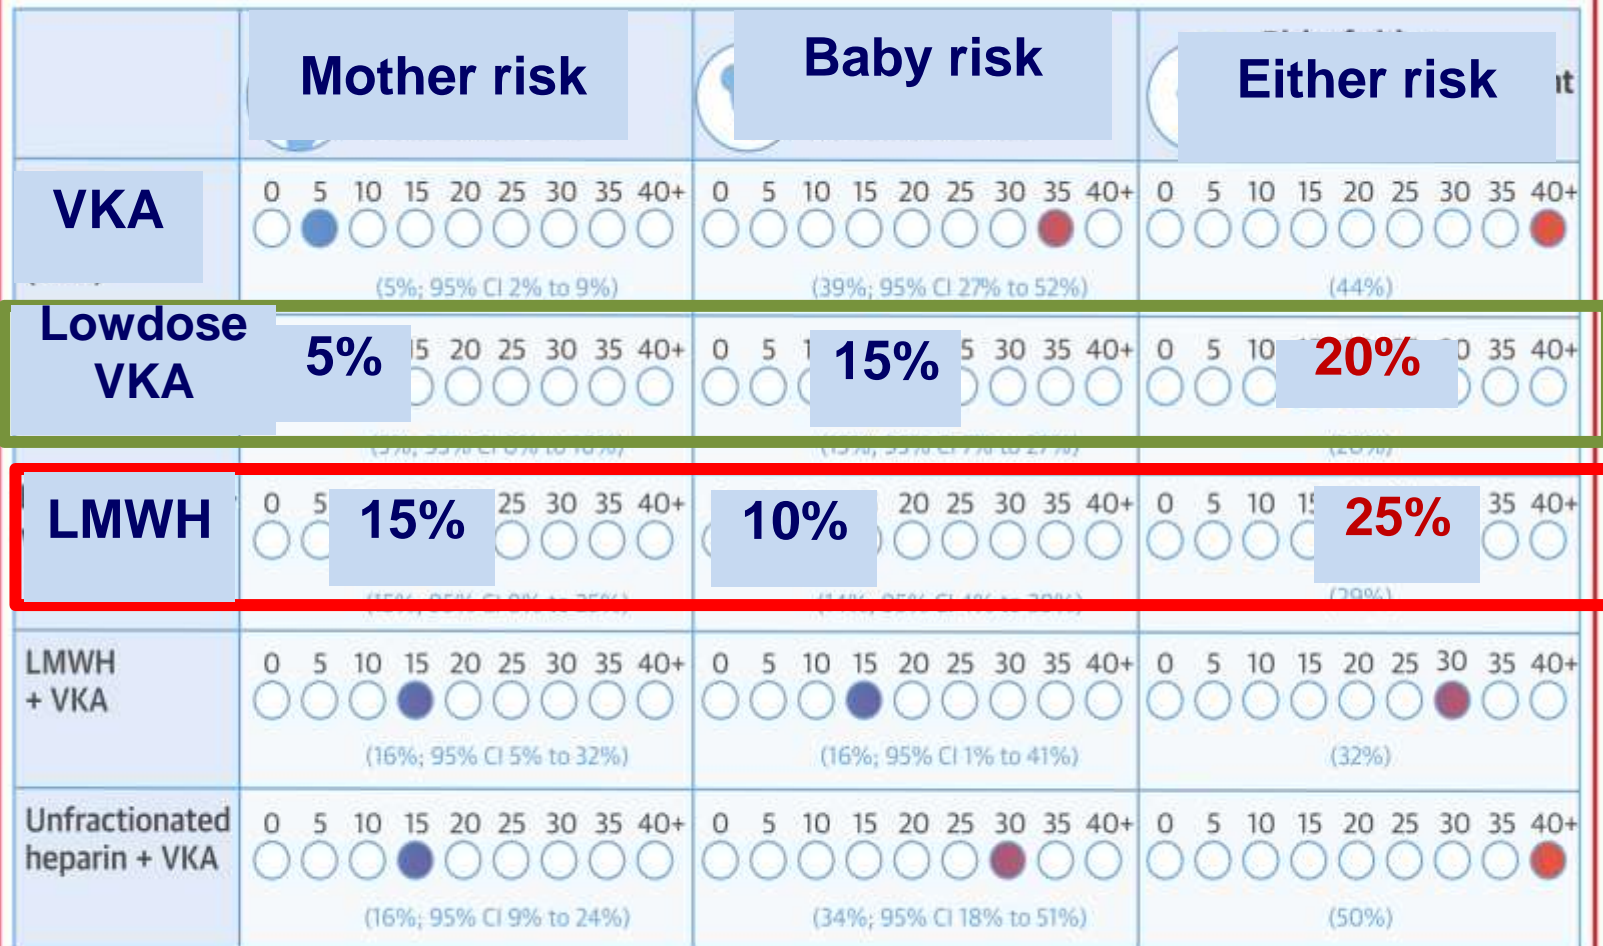 Mother risk
Baby risk
Either risk
VKA
0 5 10 15 20 25 30 35 40+ 0 5 10 15 20 25 30 35 40+ 0 5 10 15 20 25 30 35 40+
(5%; 95% CI 2% to 9%) (39%; 95% CI 27% to 52%) (44%)
Lowdose
VKA
5% 15 20 25 30 35 40+ 0 5 15% 5 30 35 40+ 0 5 10 20% 35 40+
LMWH
0 5 15% 25 30 35 40+ 10% 20 25 30 35 40+ 0 5 10 25% 35 40+
(29%)
LMWH
+ VKA
0 5 10 15 20 25 30 35 40+ 0 5 10 15 20 25 30 35 40+ 0 5 10 15 20 25 30 35 40+
(16%; 95% CI 5% to 32%) (16%; 95% CI 1% to 41%) (32%)
Unfractionated
heparin + VKA
0 5 10 15 20 25 30 35 40+ 0 5 10 15 20 25 30 35 40+ 0 5 10 15 20 25 30 35 40+
(16%; 95% CI 9% to 24%) (34%; 95% CI 18% to 51%) (50%)